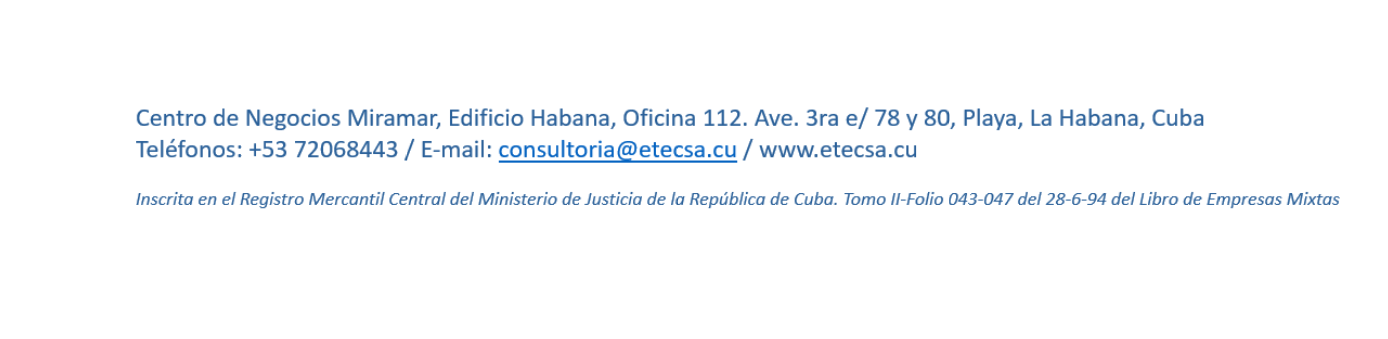 Centro de Negocios Miramar, Edificio Habana, Oficina 112. Ave. 3ra e/ 78 y 80, Playa, La Habana, Cuba
Teléfonos: +53 72068443 / E-mail: consultoria@etecsa.cu / www.etecsa.cu
Inscrita en el Registro Mercantil Central del Ministerio de Justicia de la República de Cuba. Tomo II-Folio 043-047 del 28-6-94 del Libro de Empresas Mixtas